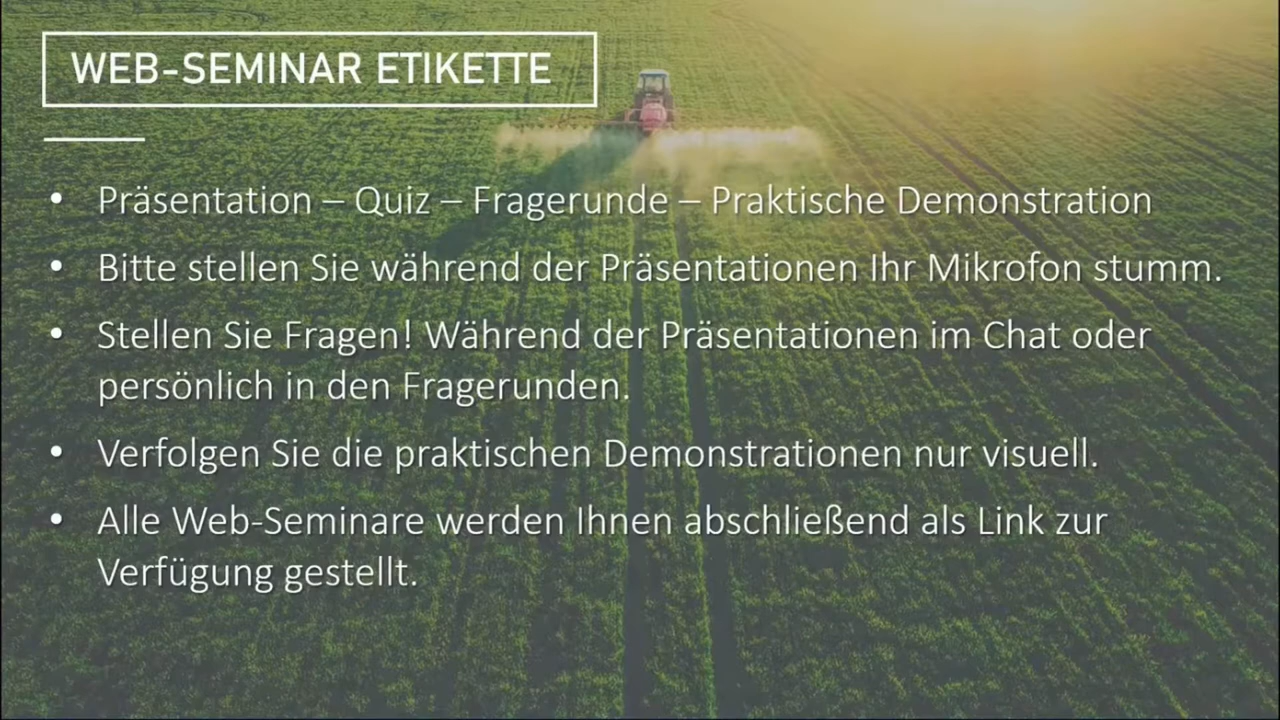 WEB-SEMINAR ETIKETTE
• Präsentation – Quiz – Fragerunde – Praktische Demonstration
• Bitte stellen Sie während der Präsentationen Ihr Mikrofon stumm.
• Stellen Sie Fragen! Während der Präsentationen im Chat oder
persönlich in den Fragerunden.
• Verfolgen Sie die praktischen Demonstrationen nur visuell.
• Alle Web-Seminare werden Ihnen abschließend als Link zur
Verfügung gestellt.